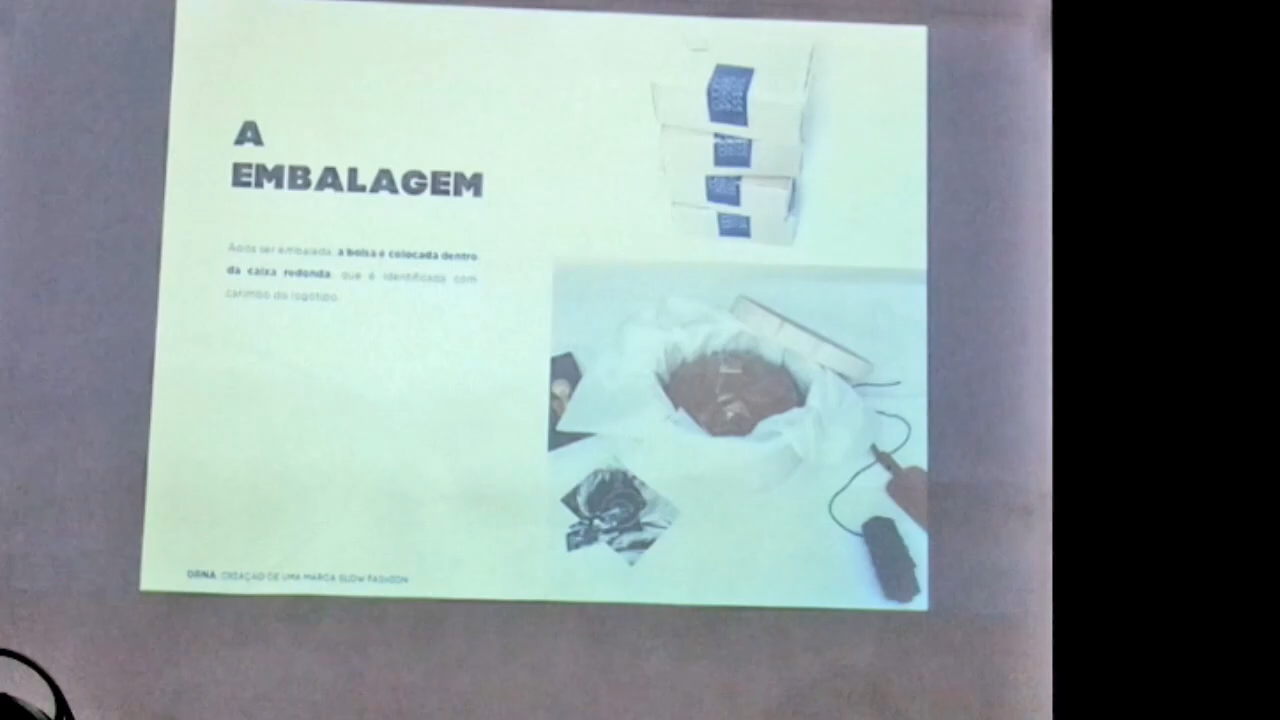 A
EMBALAGEM
Após ser embalada, a bolsa é colocada dentro
da caixa redonda, que é identificada com
carimbo do logotipo.
ORNA, CRIAÇÃO DE UMA MARCA SLOW FASHION